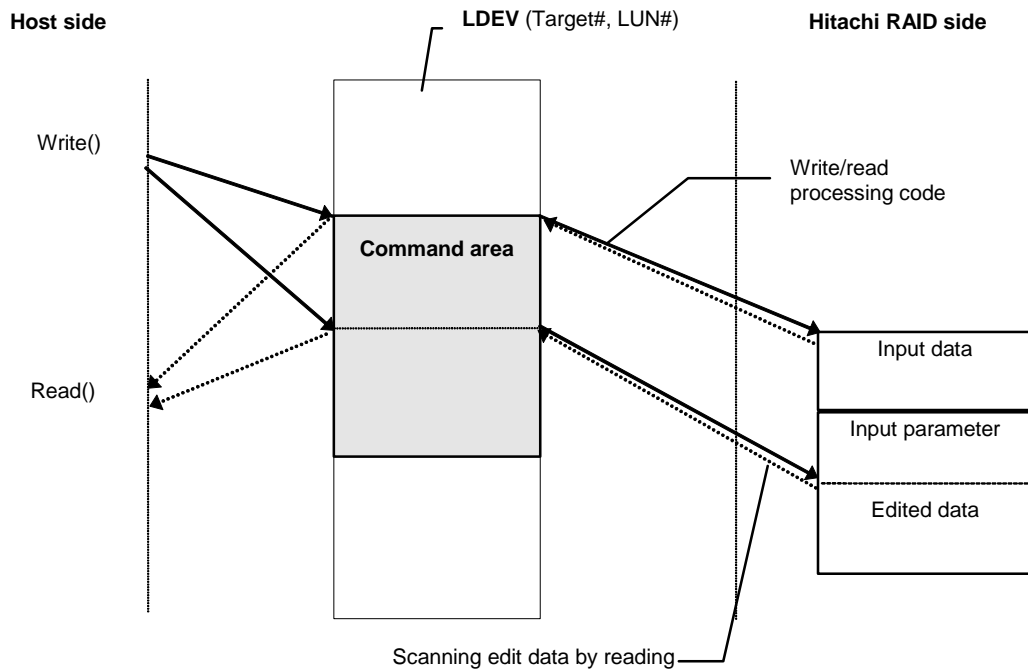 Host side
LDEV (Target#, LUN#)
Hitachi RAID side
Write()
Write/read
processing code
Command area
Input data
Read()
Input parameter
Edited data
Scanning edit data by reading